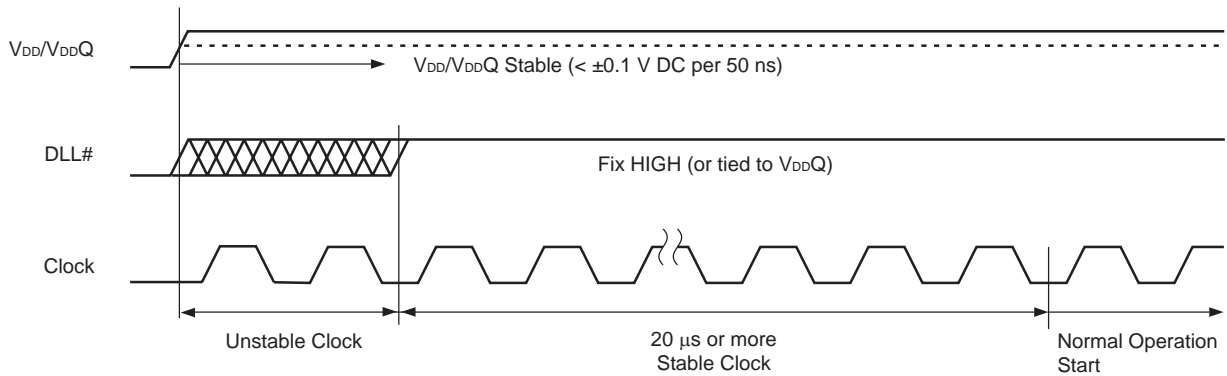 VDD/VDDQ
VDD/VDDQ Stable (< ±0.1 V DC per 50 ns)
DLL#
Fix HIGH (or tied to VDDQ)
Clock
Unstable Clock
20 μs or more
Stable Clock
Normal Operation
Start